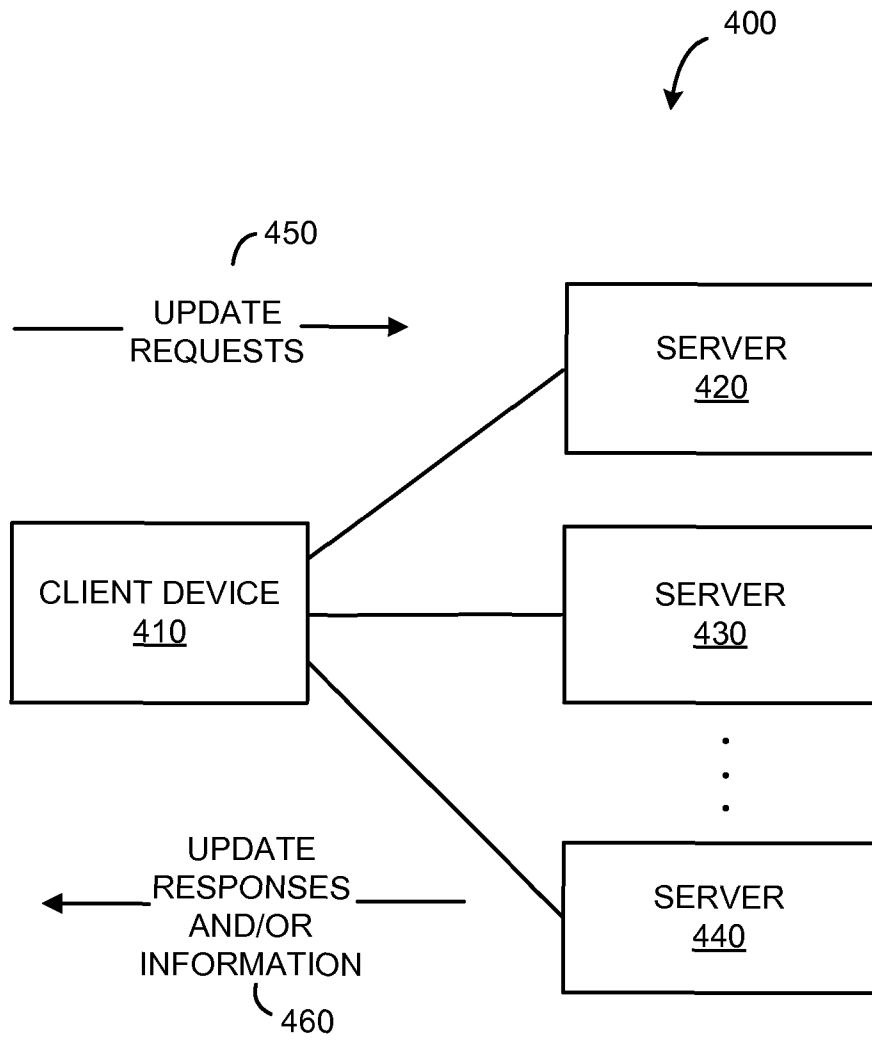 400
450
UPDATE
REQUESTS
SERVER
420
CLIENT DEVICE
410
SERVER
430
UPDATE
RESPONSES
AND/OR
INFORMATION
460
SERVER
440